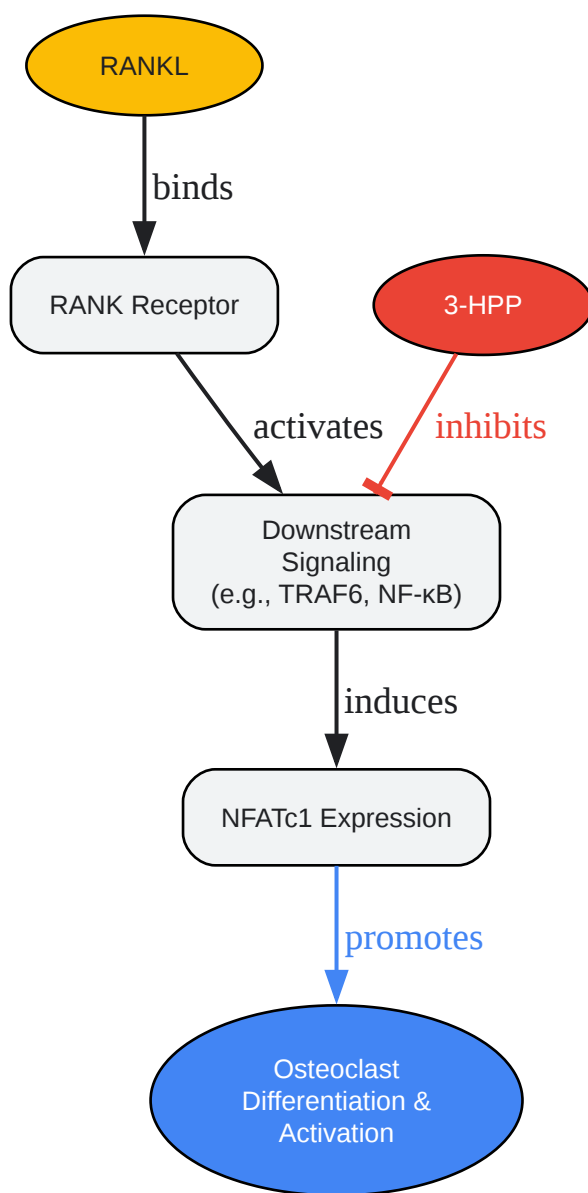 RANKL
binds
RANK Receptor
3-HPP
activates
inhibits
Downstream
Signaling
(e.g., TRAF6, NF-κB)
induces
NFATc1 Expression
promotes
Osteoclast
Differentiation &
Activation